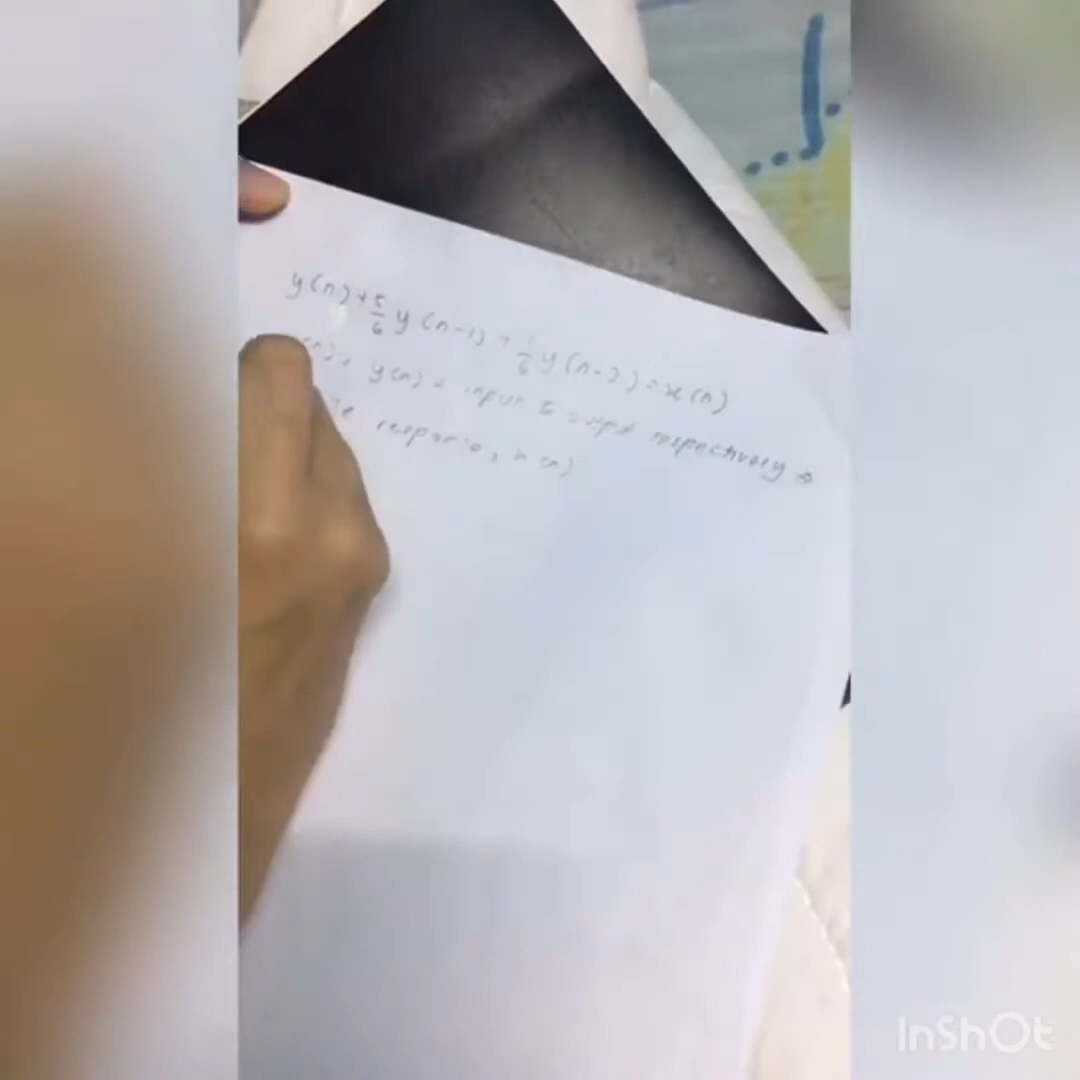 y(n)+5/6 y(n-1)+1/6 y(n-2)=x(n)
y(n) = input & output respectively
response, h(n)
InShOt